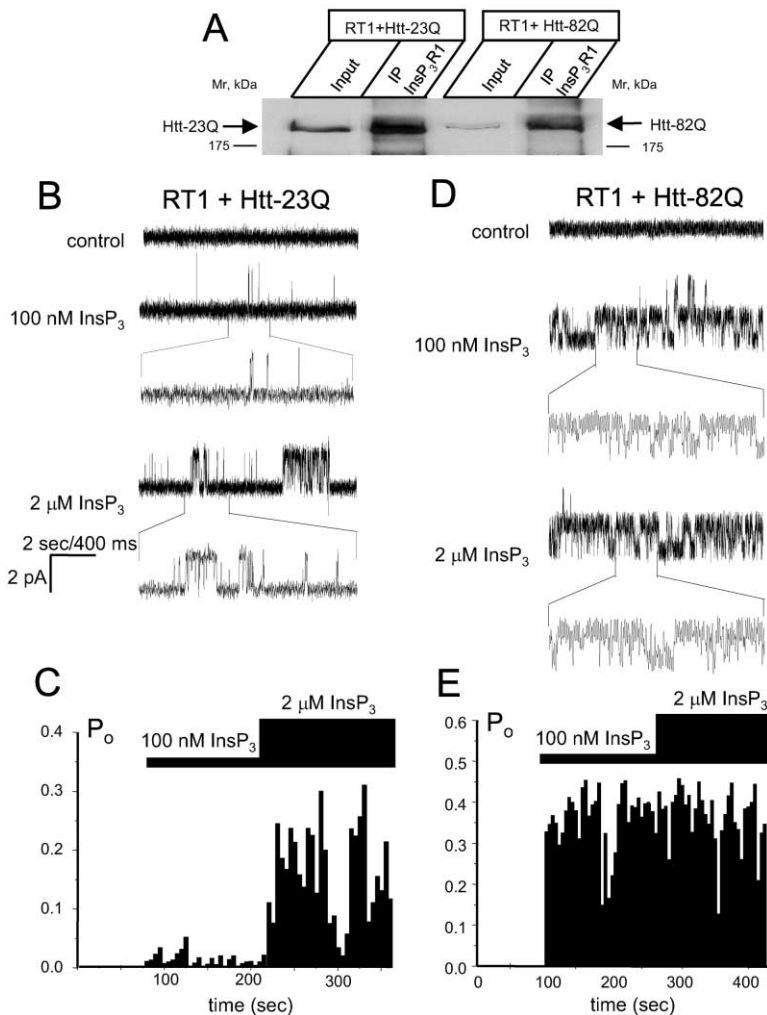 A
RT1+Htt-23Q
RT1+ Htt-82Q
Input
IP
InsP₃R1
Input
IP
InsP₃R1
Mr, kDa
Mr, kDa
Htt-23Q
Htt-82Q
175
175
B
RT1 + Htt-23Q
control
100 nM InsP₃
2 μM InsP₃
2 sec/400 ms
2 pA
D
RT1 + Htt-82Q
control
100 nM InsP₃
2 μM InsP₃
C
Pₒ
100 nM InsP₃
2 μM InsP₃
0.4
0.3
0.2
0.1
0.0
100
200
300
time (sec)
E
Pₒ
100 nM InsP₃
2 μM InsP₃
0.6
0.5
0.4
0.3
0.2
0.1
0.0
0
100
200
300
400
time (sec)